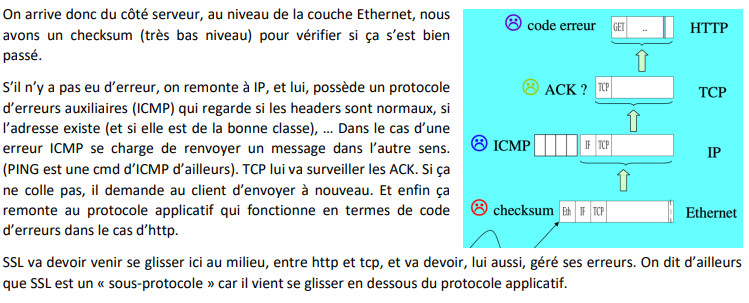 On arrive donc du côté serveur, au niveau de la couche Ethernet, nous
avons un checksum (très bas niveau) pour vérifier si ça s'est bien
passé.
S'il n'y a pas eu d'erreur, on remonte à IP, et lui, possède un protocole
d'erreurs auxiliaires (ICMP) qui regarde si les headers sont normaux, si
l'adresse existe (et si elle est de la bonne classe), ... Dans le cas d'une
erreur ICMP se charge de renvoyer un message dans l'autre sens.
(PING est une cmd d'ICMP d'ailleurs). TCP lui va surveiller les ACK. Si ça
ne colle pas, il demande au client d'envoyer à nouveau. Et enfin ça
remonte au protocole applicatif qui fonctionne en termes de code
d'erreurs dans le cas d'http.
code erreur GET .. HTTP
ACK ? TCP TCP
ICMP IF TCP IP
checksum Eth IF TCP Ethernet
SSL va devoir venir se glisser ici au milieu, entre http et tcp, et va devoir, lui aussi, géré ses erreurs. On dit d'ailleurs
que SSL est un « sous-protocole » car il vient se glisser en dessous du protocole applicatif.